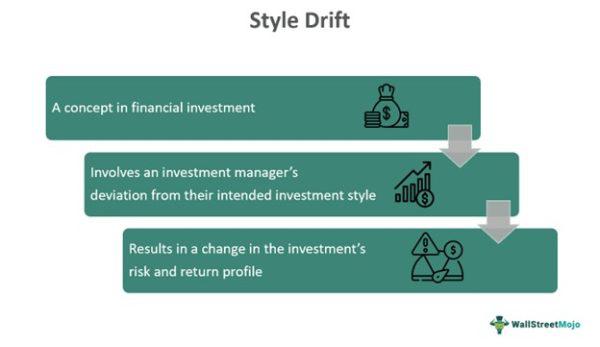 Style Drift
A concept in financial investment
$
Involves an investment manager's
deviation from their intended investment style
$
Results in a change in the investment's
risk and return profile
!
$
WallStreetMojo